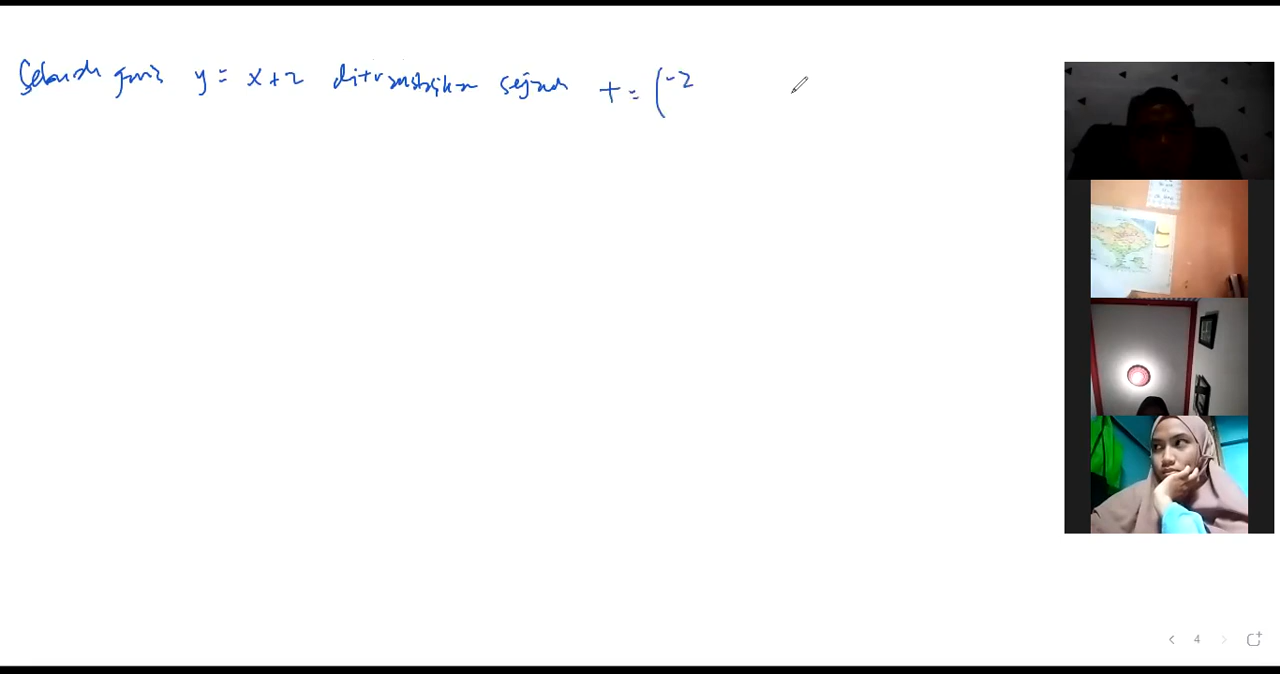 Sebuah garis y = x+2 ditranslasikan sejauh T = (-2
4